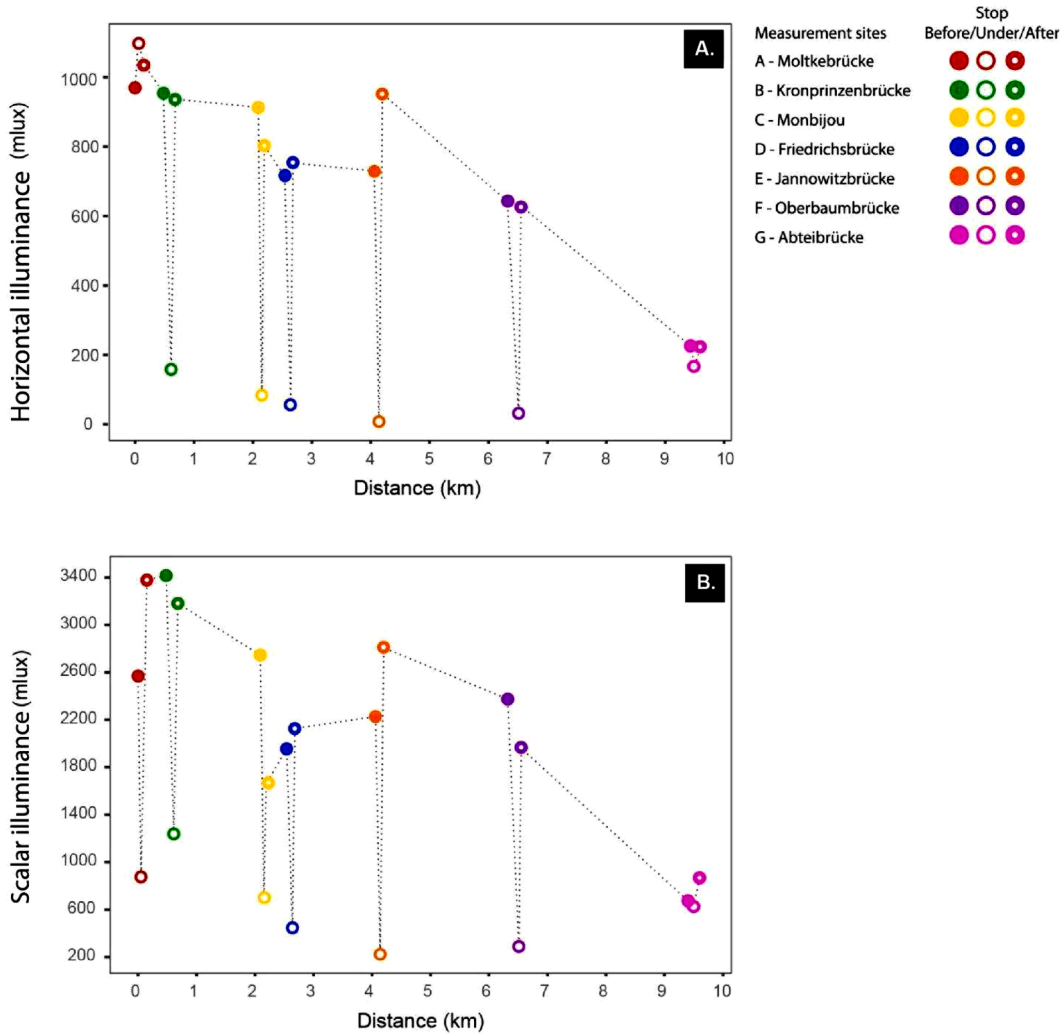 A.
Horizontal illuminance (mlux)
1000
800
600
400
200
0
0 1 2 3 4 5 6 7 8 9 10
Distance (km)
Stop
Measurement sites Before/Under/After
A - Moltkebrücke
B - Kronprinzenbrücke
C - Monbijou
D - Friedrichsbrücke
E - Jannowitzbrücke
F - Oberbaumbrücke
G - Abteibrücke
B.
Scalar illuminance (mlux)
3400
3000
2600
2200
1800
1400
1000
600
200
0 1 2 3 4 5 6 7 8 9 10
Distance (km)